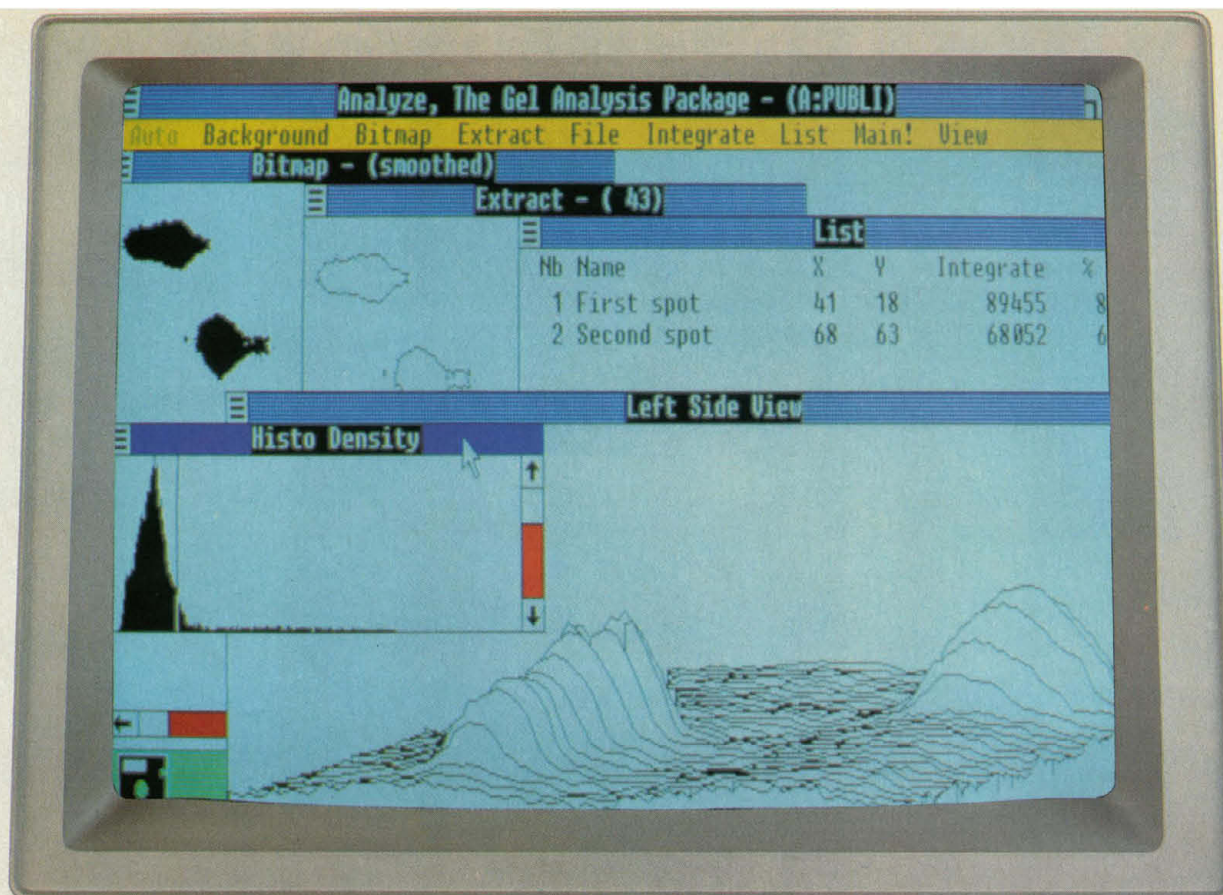 Analyze, The Gel Analysis Package - (A:PUBLI)
Auto Background Bitmap Extract File Integrate List Main! View
Bitmap - (smoothed)
Extract - ( 43)
List
Nb Name X Y Integrate %
1 First spot 41 18 89455 8
2 Second spot 68 63 68052 6
Left Side View
Histo Density